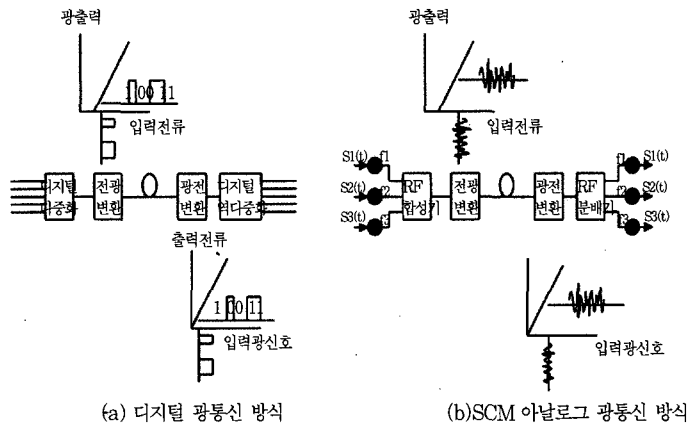 광출력
1 00 11
입력전류
디지털 다중화
전광 변환
광전 변환
디지털 역다중화
출력전류
1 00 11
입력광신호
(a) 디지털 광통신 방식
광출력
입력전류
S1(t) f1
S2(t) f2
S3(t) f3
RF 합성기
전광 변환
광전 변환
RF 분배기
f1 S1(t)
f2 S2(t)
f3 S3(t)
입력광신호
(b)SCM 아날로그 광통신 방식